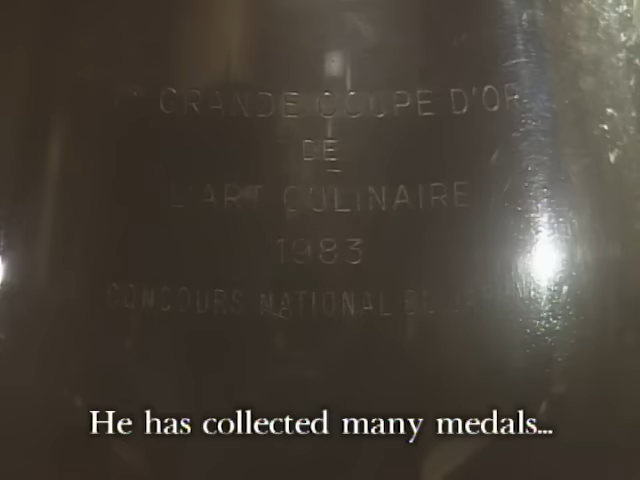 GRANDE COUPE D'OR
DE
L'ART CULINAIRE
1983
CONCOURS NATIONAL
He has collected many medals...